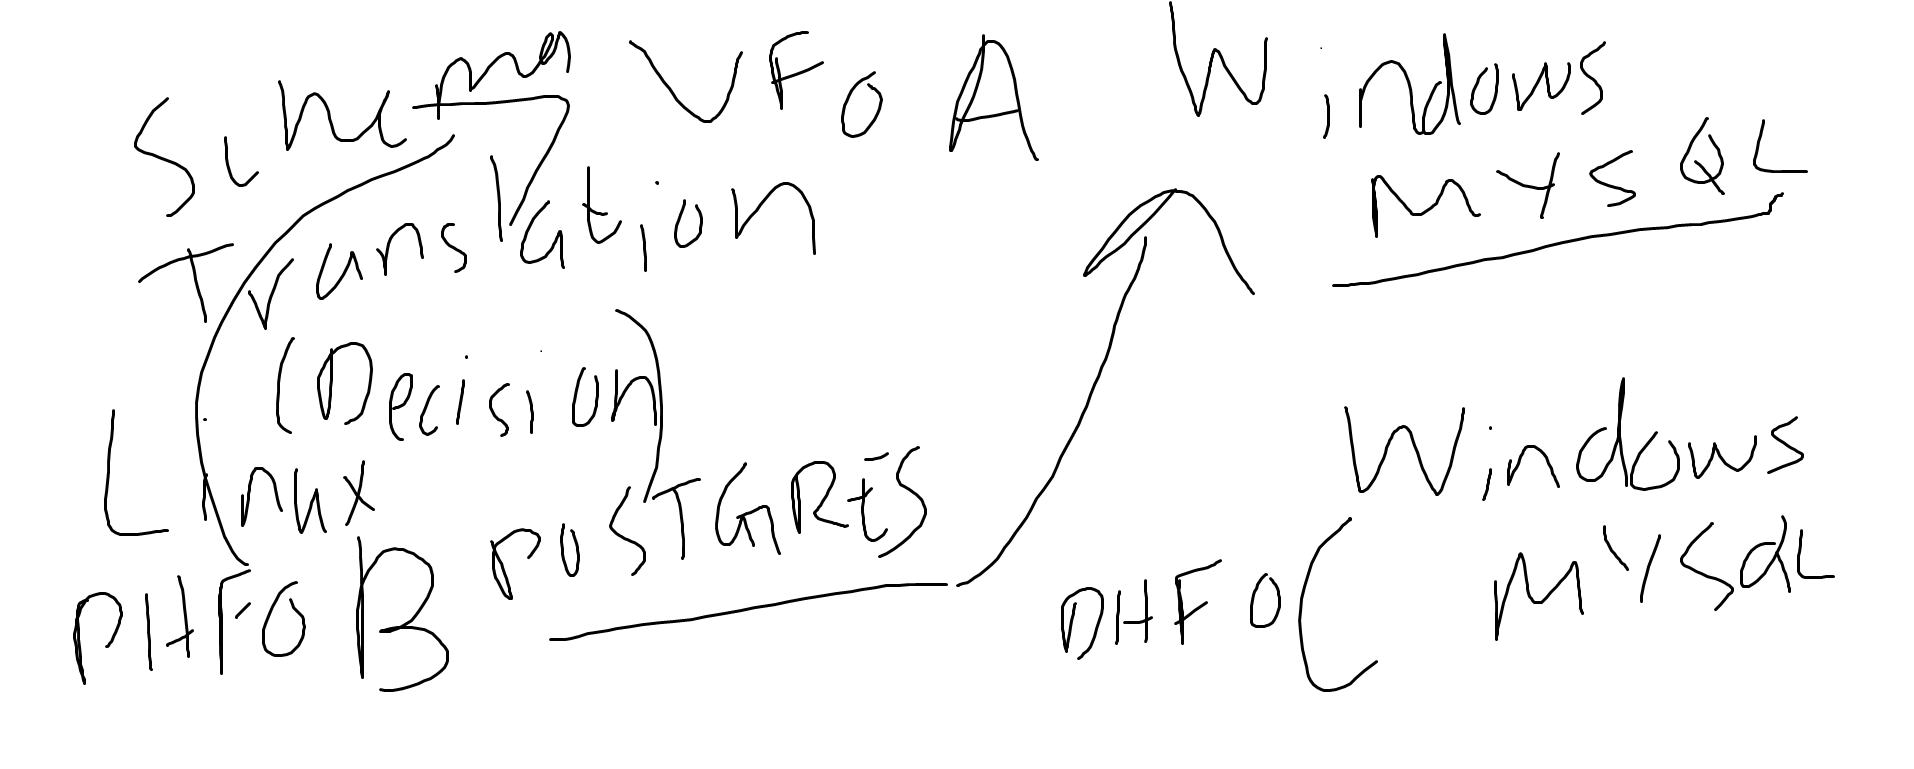 Schema VFO A Windows
MYSQL
Translation
(Decision)
Linux
POSTGRES
PHFO B
Windows
DHFO C
MYSQL